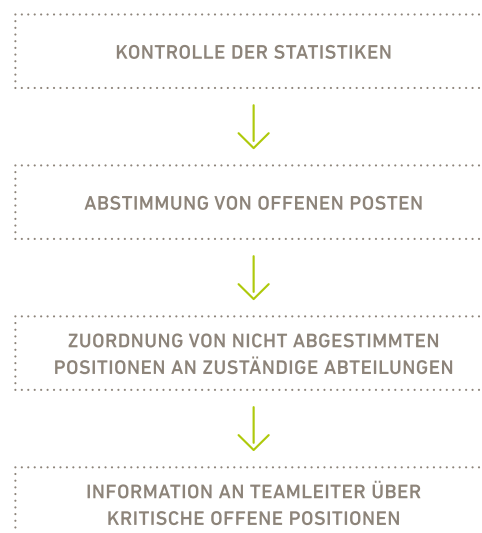 KONTROLLE DER STATISTIKEN
ABSTIMMUNG VON OFFENEN POSTEN
ZUORDNUNG VON NICHT ABGESTIMMTEN
POSITIONEN AN ZUSTÄNDIGE ABTEILUNGEN
INFORMATION AN TEAMLEITER ÜBER
KRITISCHE OFFENE POSITIONEN